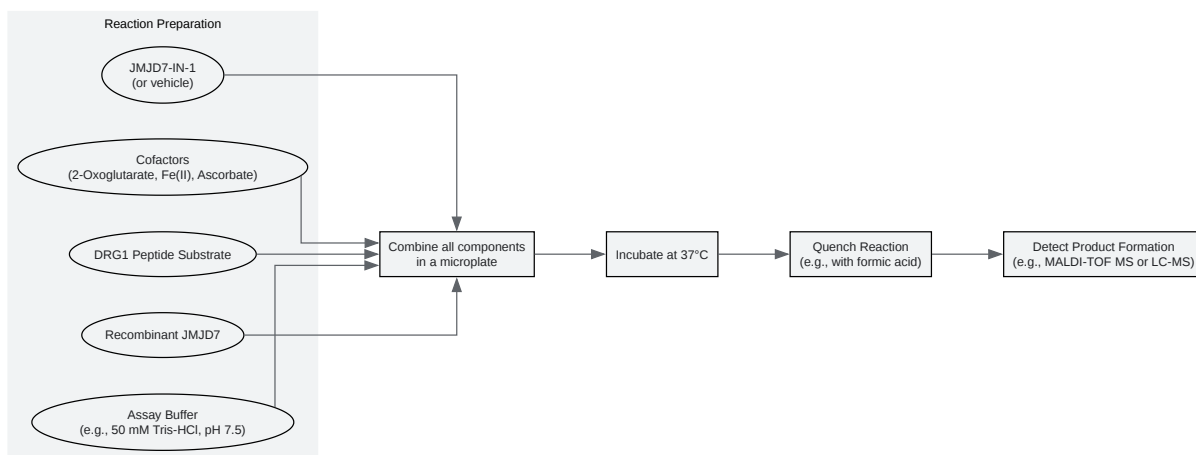 Reaction Preparation
JMJD7-IN-1
(or vehicle)
Cofactors
(2-Oxoglutarate, Fe(II), Ascorbate)
DRG1 Peptide Substrate
Recombinant JMJD7
Assay Buffer
(e.g., 50 mM Tris-HCl, pH 7.5)
Combine all components
in a microplate
Incubate at 37°C
Quench Reaction
(e.g., with formic acid)
Detect Product Formation
(e.g., MALDI-TOF MS or LC-MS)